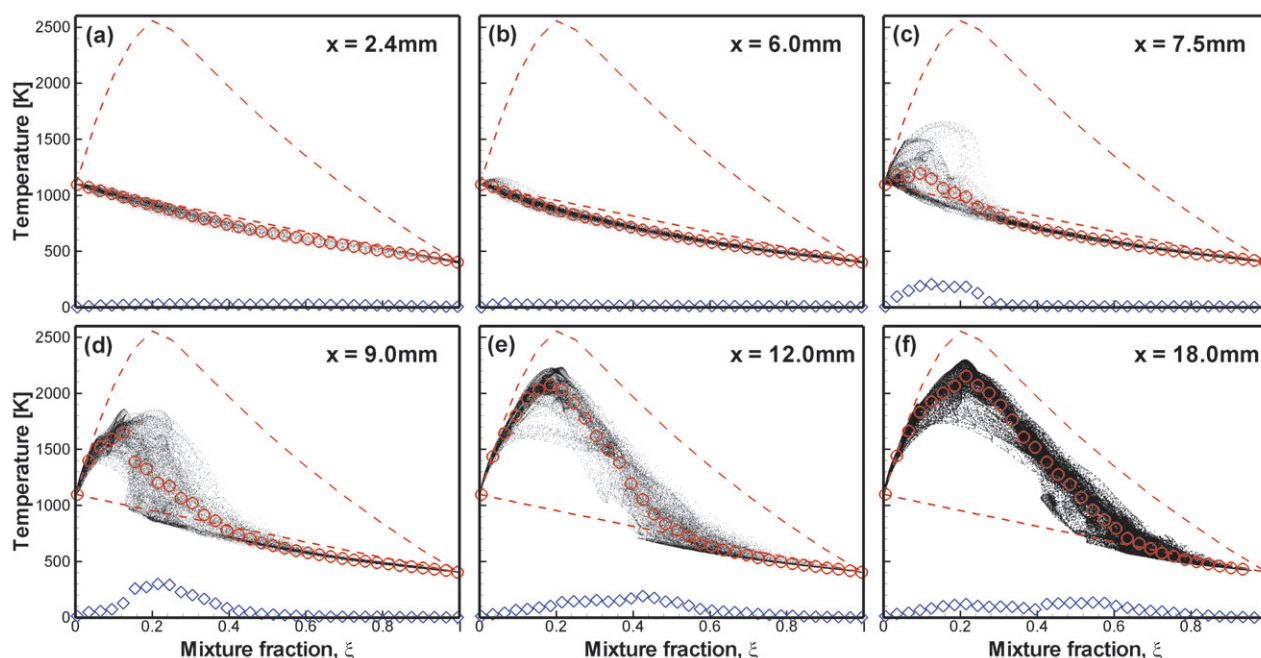 (a)
x = 2.4mm
(b)
x = 6.0mm
(c)
x = 7.5mm
2500
2000
1500
1000
500
0
Temperature [K]
(d)
x = 9.0mm
(e)
x = 12.0mm
(f)
x = 18.0mm
2500
2000
1500
1000
500
0
Temperature [K]
0 0.2 0.4 0.6 0.8 1
0 0.2 0.4 0.6 0.8 1
0 0.2 0.4 0.6 0.8
Mixture fraction, ξ
Mixture fraction, ξ
Mixture fraction, ξ